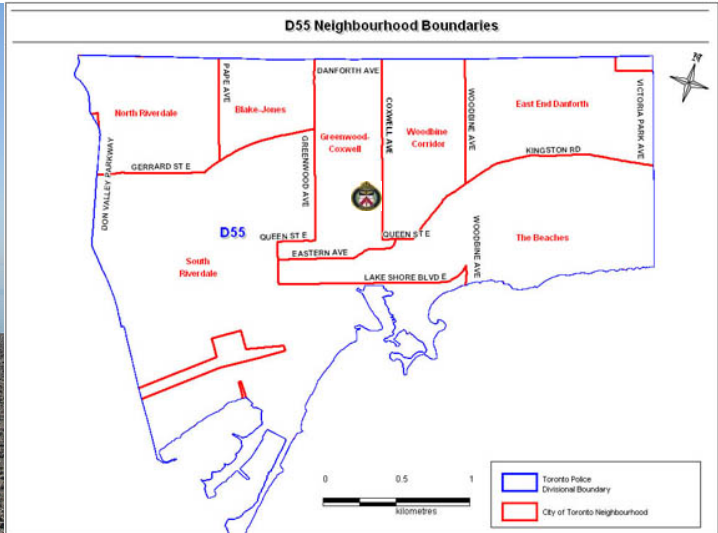 D55 Neighbourhood Boundaries
N
DANFORTH AVE
PAPE AVE
North Riverdale
Blake-Jones
Greenwood-
Coxwell
COXWELL AVE
Woodbine
Corridor
WOODBINE AVE
East End Danforth
VICTORIA PARK AVE
KINGSTON RD
GERRARD ST E
GREENWOOD AVE
DON VALLEY PARKWAY
D55
QUEEN ST E
QUEEN ST E
EASTERN AVE
South
Riverdale
WOODBINE AVE
The Beaches
LAKE SHORE BLVD E
0
0.5
1
kilometres
Toronto Police
Divisional Boundary
City of Toronto Neighbourhood